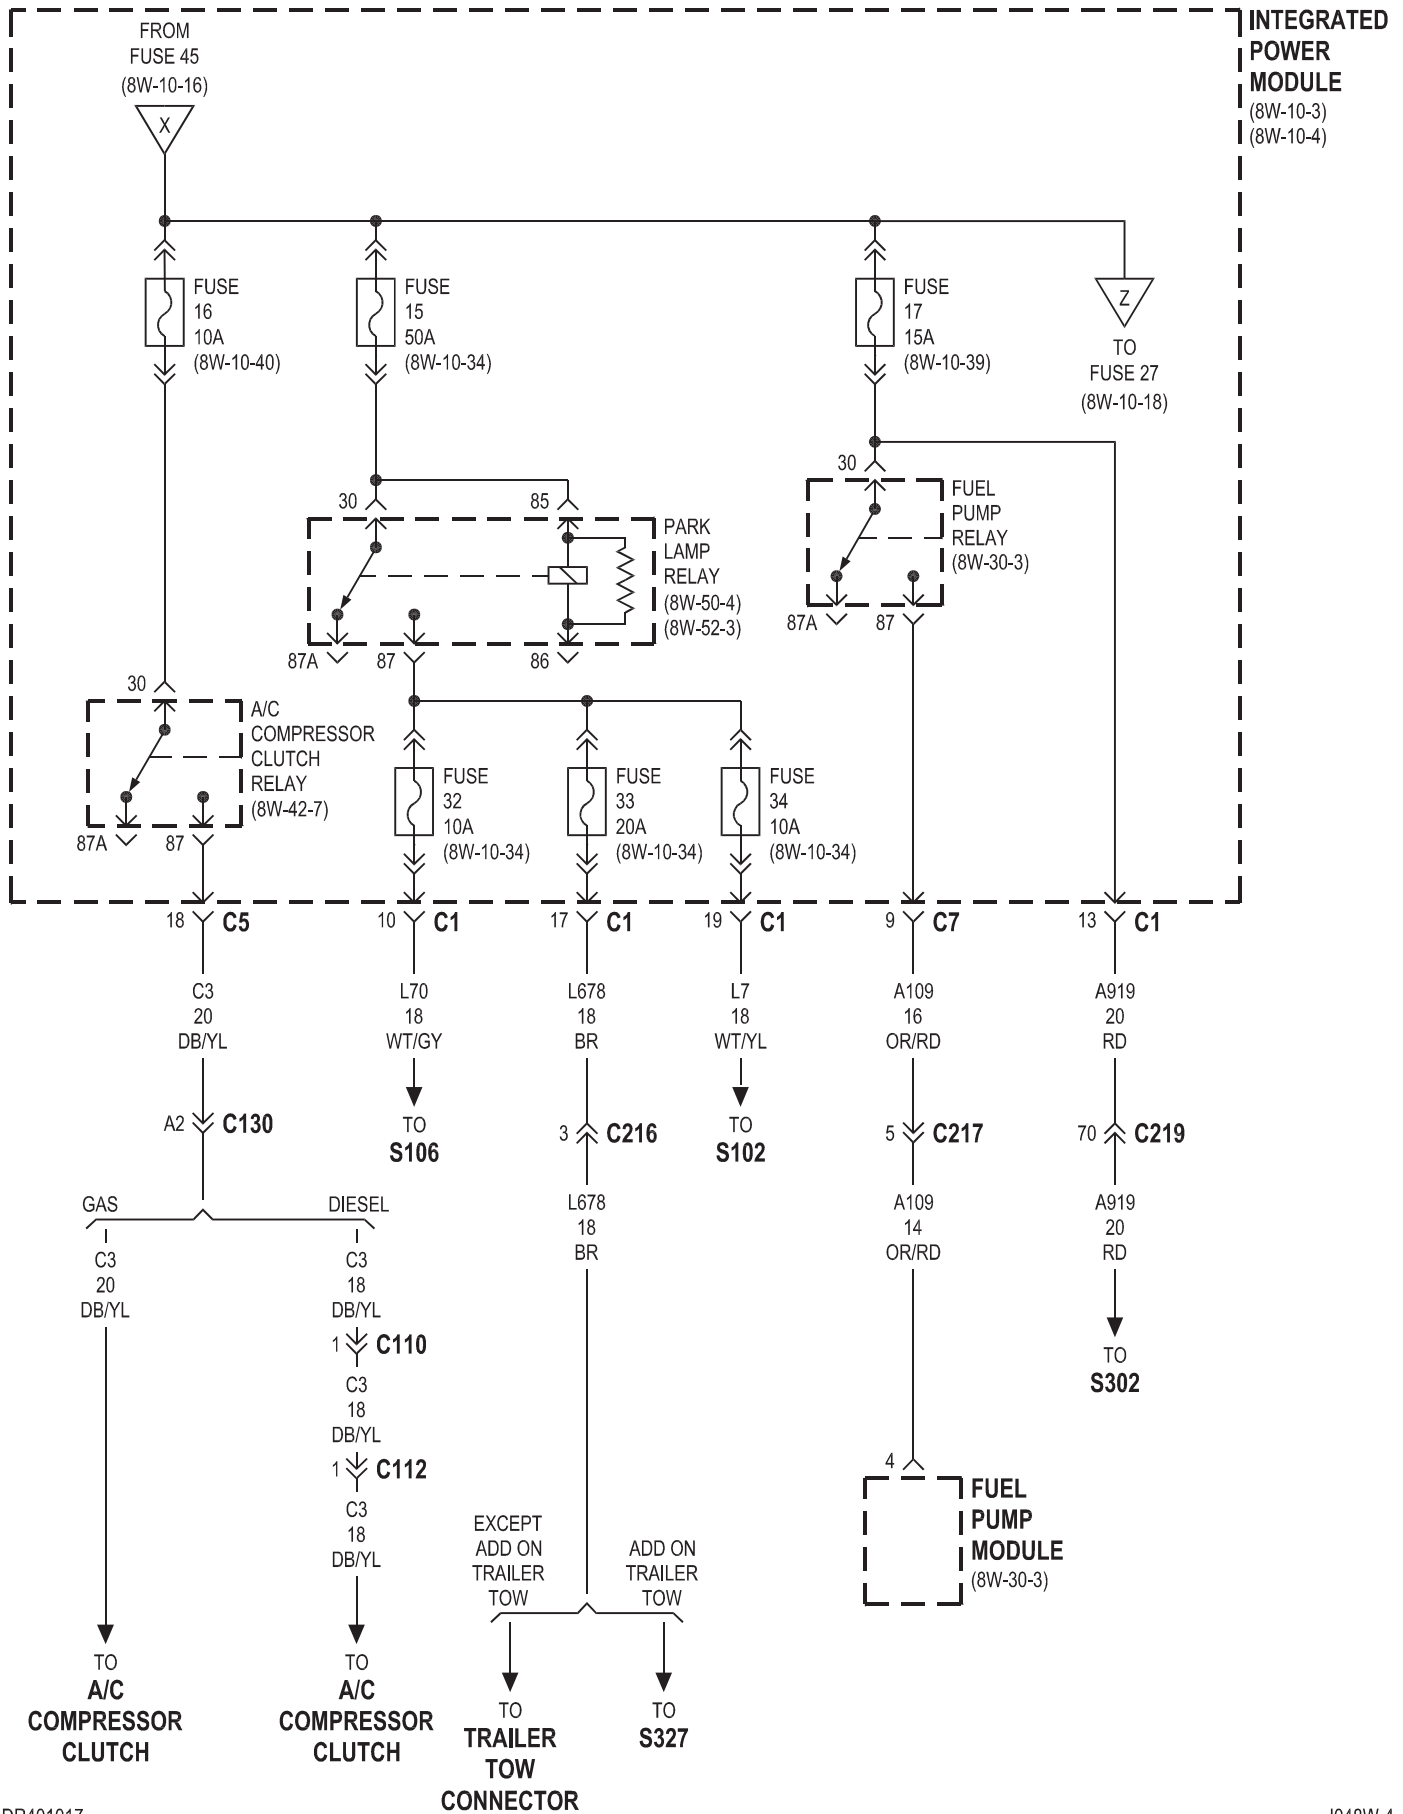 FROM
FUSE 45
(8W-10-16)
X
INTEGRATED
POWER
MODULE
(8W-10-3)
(8W-10-4)
FUSE
16
10A
(8W-10-40)
FUSE
15
50A
(8W-10-34)
FUSE
17
15A
(8W-10-39)
Z
TO
FUSE 27
(8W-10-18)
30
85
PARK
LAMP
RELAY
(8W-50-4)
(8W-52-3)
87A
87
86
30
FUEL
PUMP
RELAY
(8W-30-3)
87A
87
30
A/C
COMPRESSOR
CLUTCH
RELAY
(8W-42-7)
87A
87
FUSE
32
10A
(8W-10-34)
FUSE
33
20A
(8W-10-34)
FUSE
34
10A
(8W-10-34)
18 C5
10 C1
17 C1
19 C1
9 C7
13 C1
C3
20
DB/YL
L70
18
WT/GY
L678
18
BR
L7
18
WT/YL
A109
16
OR/RD
A919
20
RD
A2 C130
TO
S106
3 C216
TO
S102
5 C217
70 C219
GAS
DIESEL
L678
18
BR
A109
14
OR/RD
A919
20
RD
C3
20
DB/YL
C3
18
DB/YL
1 C110
C3
18
DB/YL
1 C112
C3
18
DB/YL
TO
S302
4
FUEL
PUMP
MODULE
(8W-30-3)
EXCEPT
ADD ON
TRAILER
TOW
ADD ON
TRAILER
TOW
TO
A/C
COMPRESSOR
CLUTCH
TO
A/C
COMPRESSOR
CLUTCH
TO
TRAILER
TOW
CONNECTOR
TO
S327